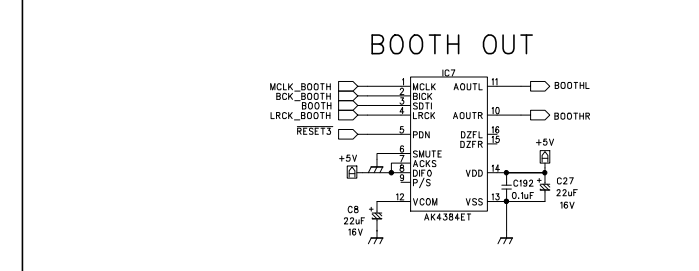 BOOTH OUT
IC7
MCLK_BOOTH 1 MCLK AOUTL 11 BOOTHL
BCK_BOOTH 2 BICK
BOOTH 3 SDTI
LRCK_BOOTH 4 LRCK AOUTR 10 BOOTHR
RESET3 5 PDN DZFL 16
DZFR 15
+5V
6 SMUTE
+5V 7 ACKS
8 DIF0 VDD 14
9 P/S
C192 0.1uF
C27 22uF 16V
12 VCOM VSS 13
AK4384ET
C8
22uF
16V